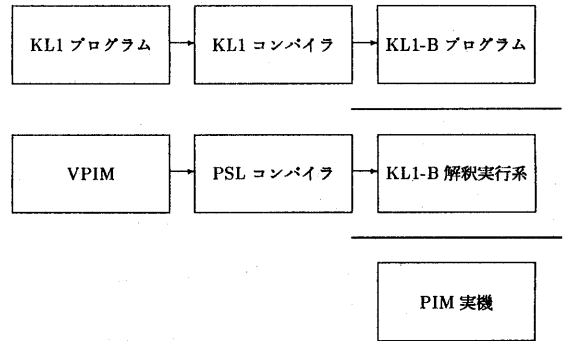 KL1 プログラム
KL1 コンパイラ
KL1-B プログラム
VPIM
PSL コンパイラ
KL1-B 解釈実行系
PIM 実機